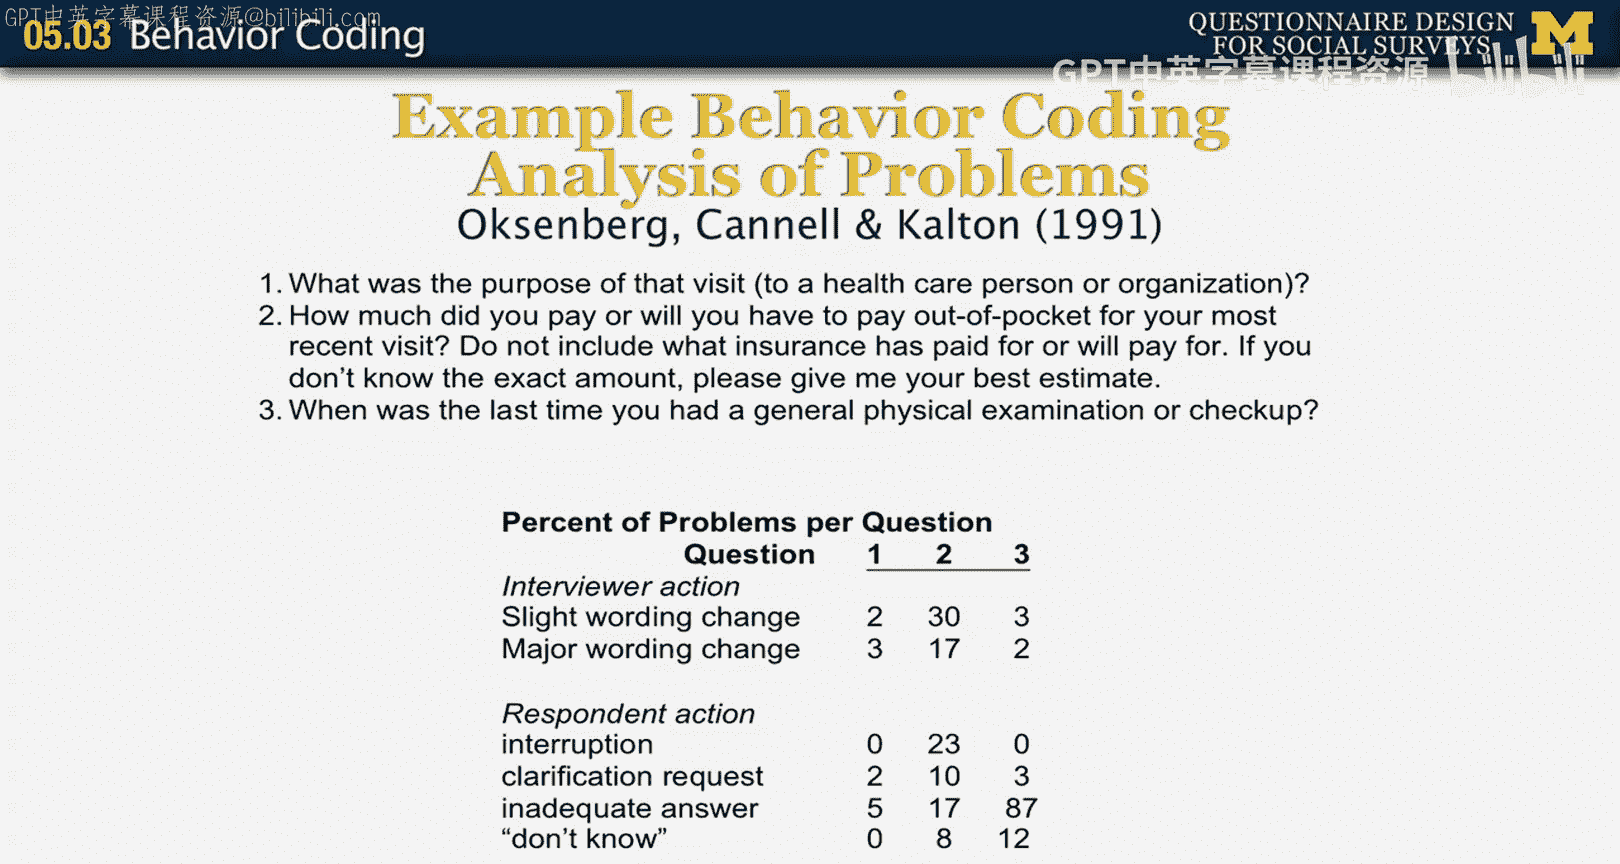 GPT中英字幕课程资源@bilibili.com
05.03 Behavior Coding
QUESTIONNAIRE DESIGN
FOR SOCIAL SURVEYS
M
GPT中英字幕课程资源 bilibili
Example Behavior Coding
Analysis of Problems
Oksenberg, Cannell & Kalton (1991)
1. What was the purpose of that visit (to a health care person or organization)?
2. How much did you pay or will you have to pay out-of-pocket for your most
recent visit? Do not include what insurance has paid for or will pay for. If you
don’t know the exact amount, please give me your best estimate.
3. When was the last time you had a general physical examination or checkup?
Percent of Problems per Question
Question 1 2 3
Interviewer action
Slight wording change 2 30 3
Major wording change 3 17 2
Respondent action
interruption 0 23 0
clarification request 2 10 3
inadequate answer 5 17 87
“don’t know” 0 8 12